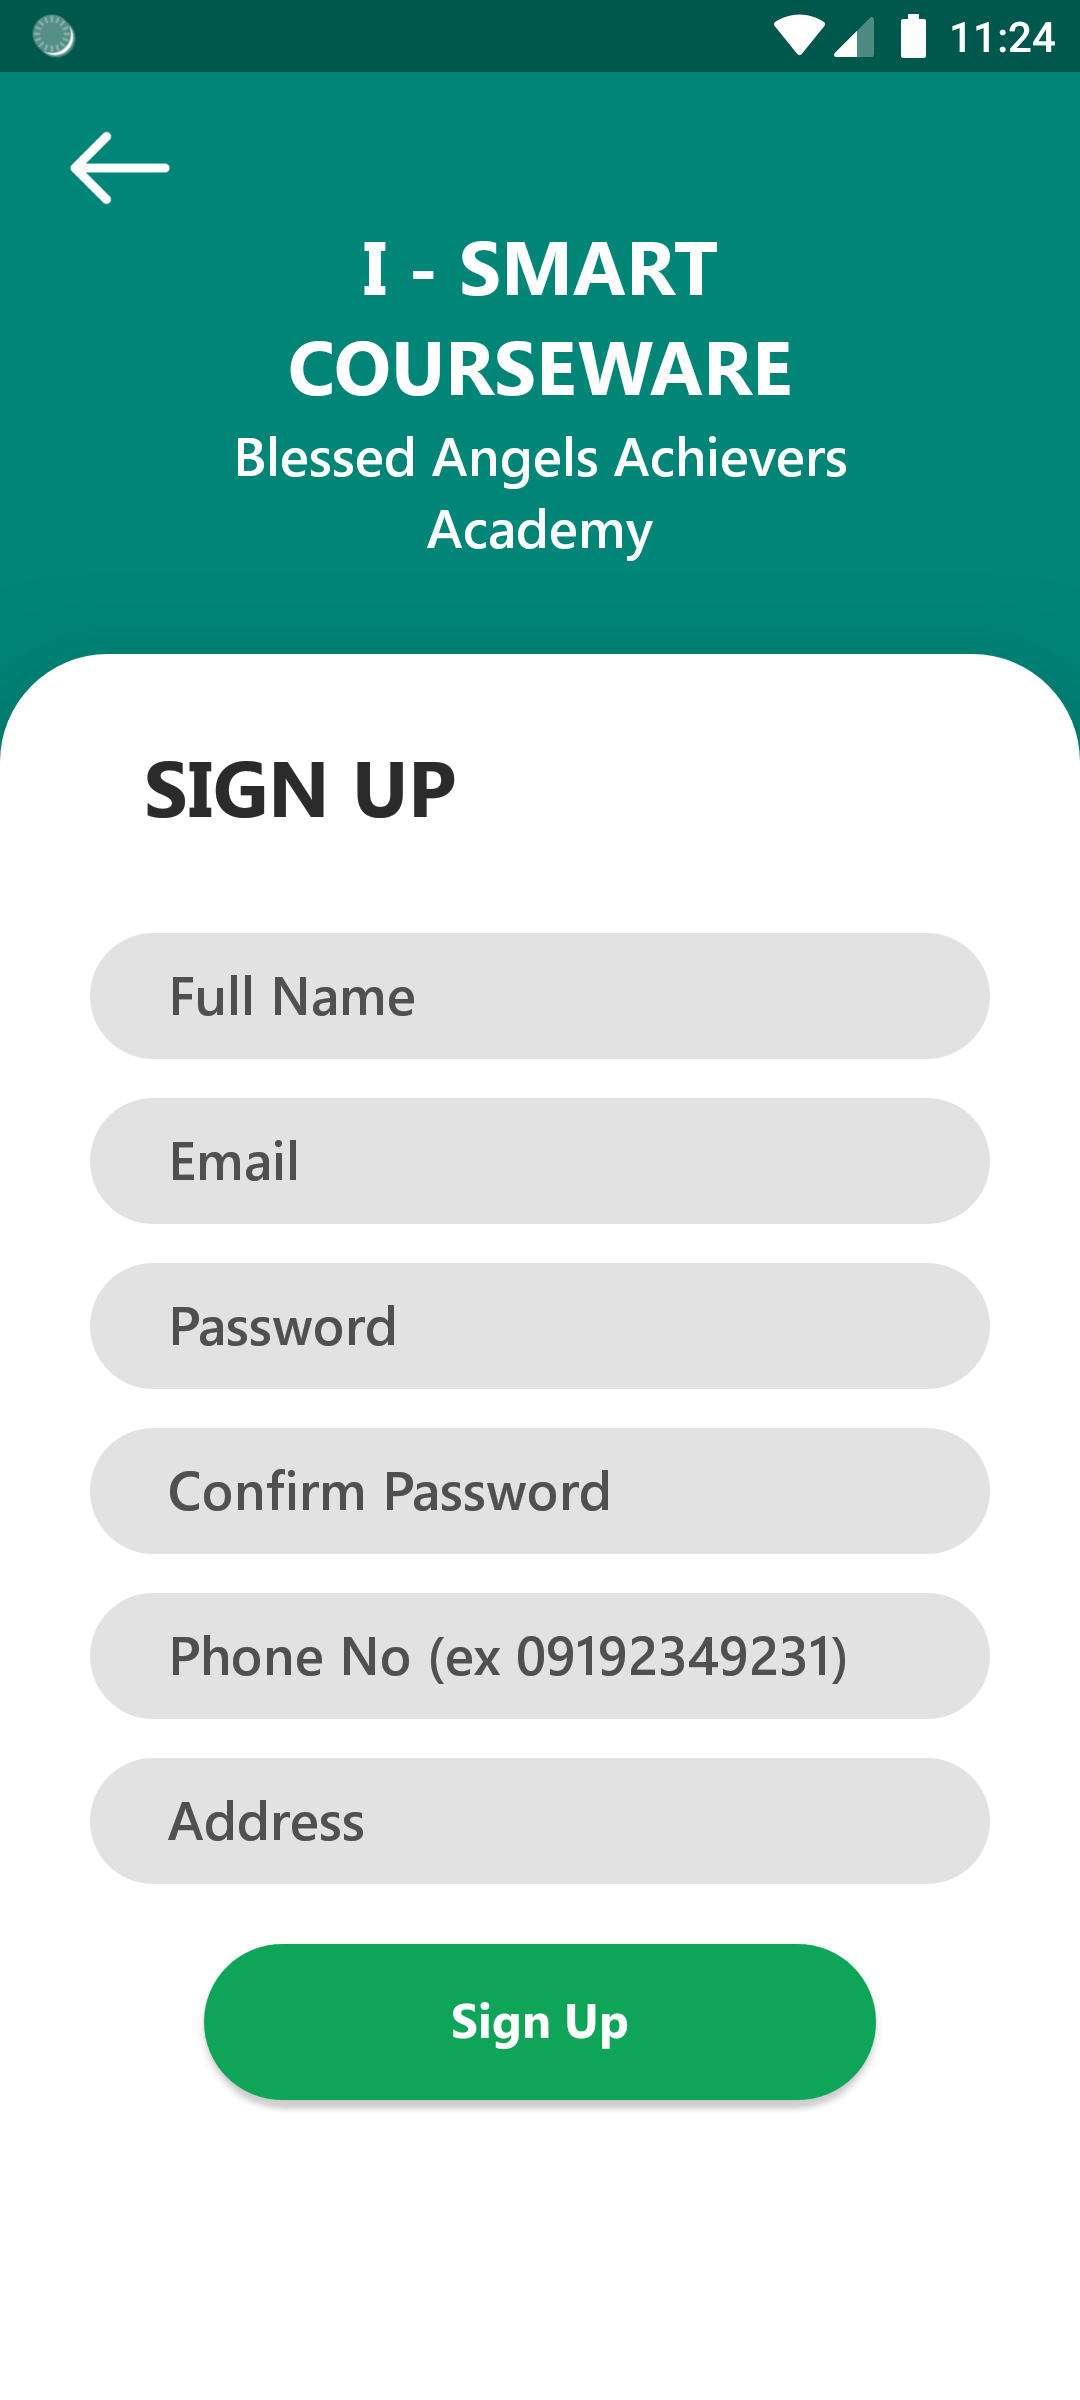 11:24
I - SMART
COURSEWARE
Blessed Angels Achievers
Academy
SIGN UP
Full Name
Email
Password
Confirm Password
Phone No (ex 09192349231)
Address
Sign Up